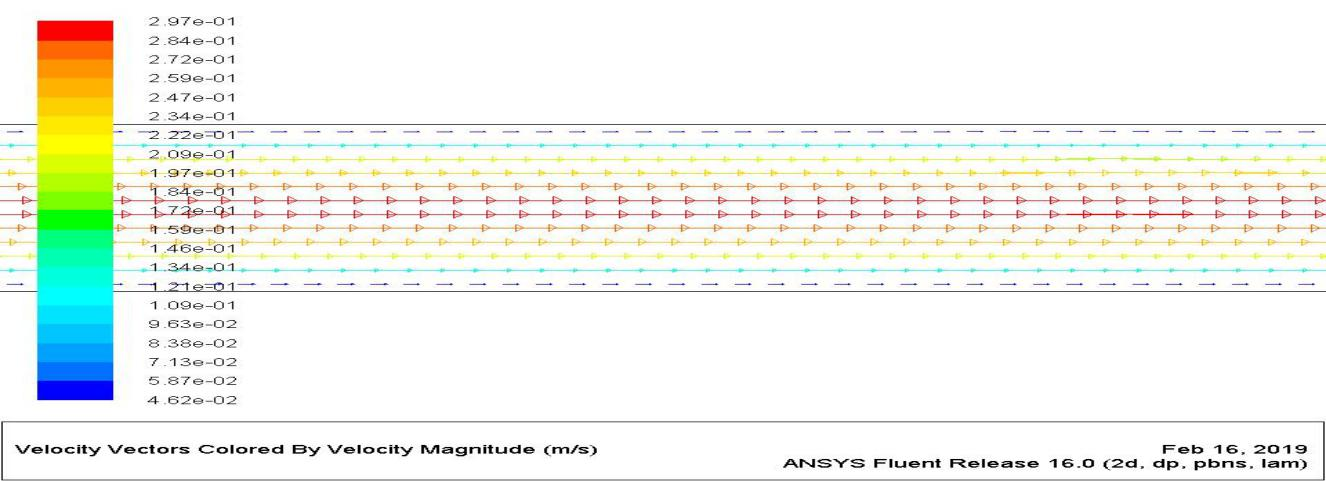 2.97e-01
2.84e-01
2.72e-01
2.59e-01
2.47e-01
2.34e-01
2.22e-01
2.09e-01
1.97e-01
1.84e-01
1.72e-01
1.59e-01
1.46e-01
1.34e-01
1.21e-01
1.09e-01
9.63e-02
8.38e-02
7.13e-02
5.87e-02
4.62e-02
Velocity Vectors Colored By Velocity Magnitude (m/s)
Feb 16, 2019
ANSYS Fluent Release 16.0 (2d, dp, pbns, lam)